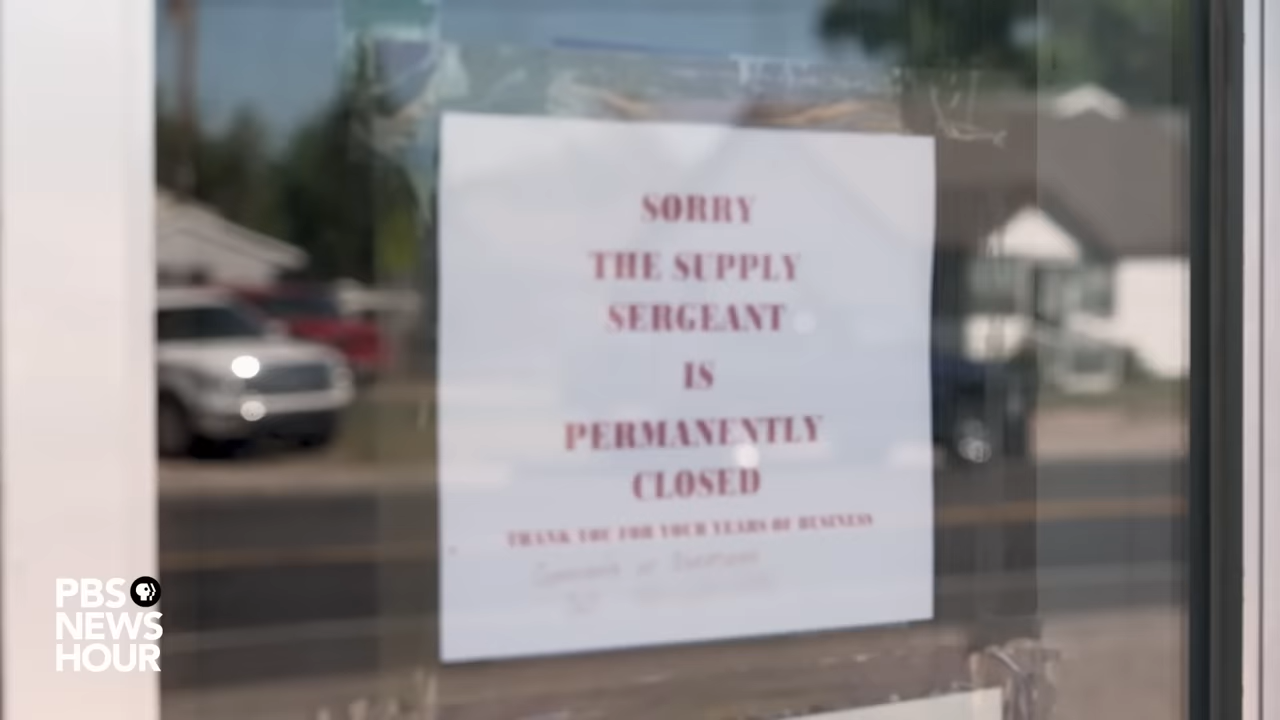 SORRY
THE SUPPLY
SERGEANT
IS
PERMANENTLY
CLOSED
THANK YOU FOR YOUR YEARS OF BUSINESS
PBS
NEWS
HOUR